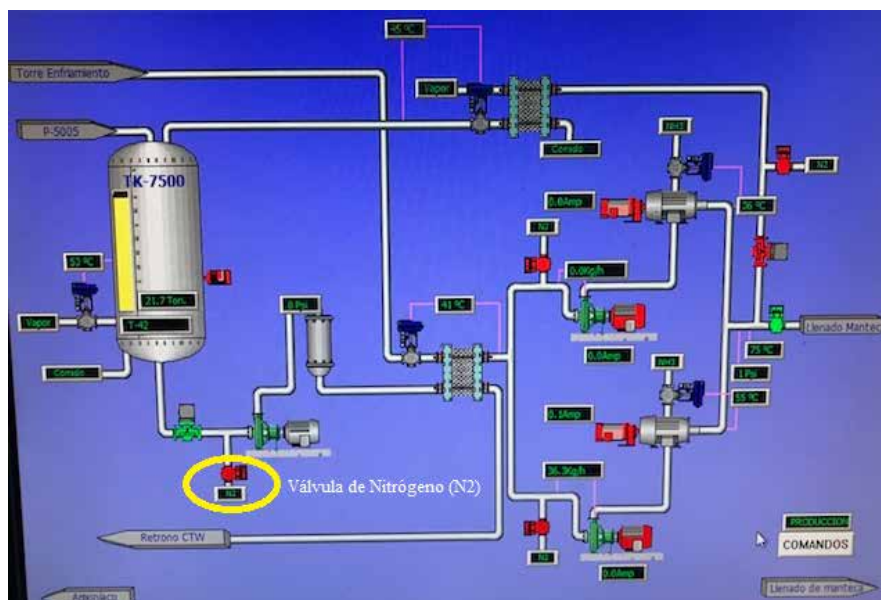 45 ºC
Torre Enfriamiento
Vapor
P-5005
NH3
TK-7500
N2
0.0Amp
36 ºC
N2
53 ºC
0.0Kg/h
21.7 Ton.
0 Psi
41 ºC
Vapor
T-42
Llenado Mantec
75 ºC
0.0Amp
NH3
1 Psi
55 ºC
0.1Amp
36.3Kg/h
Válvula de Nitrógeno (N2)
N2
PRODUCCION
Retrono CTW
N2
COMANDOS
0.0Amp
Llenado de manteca